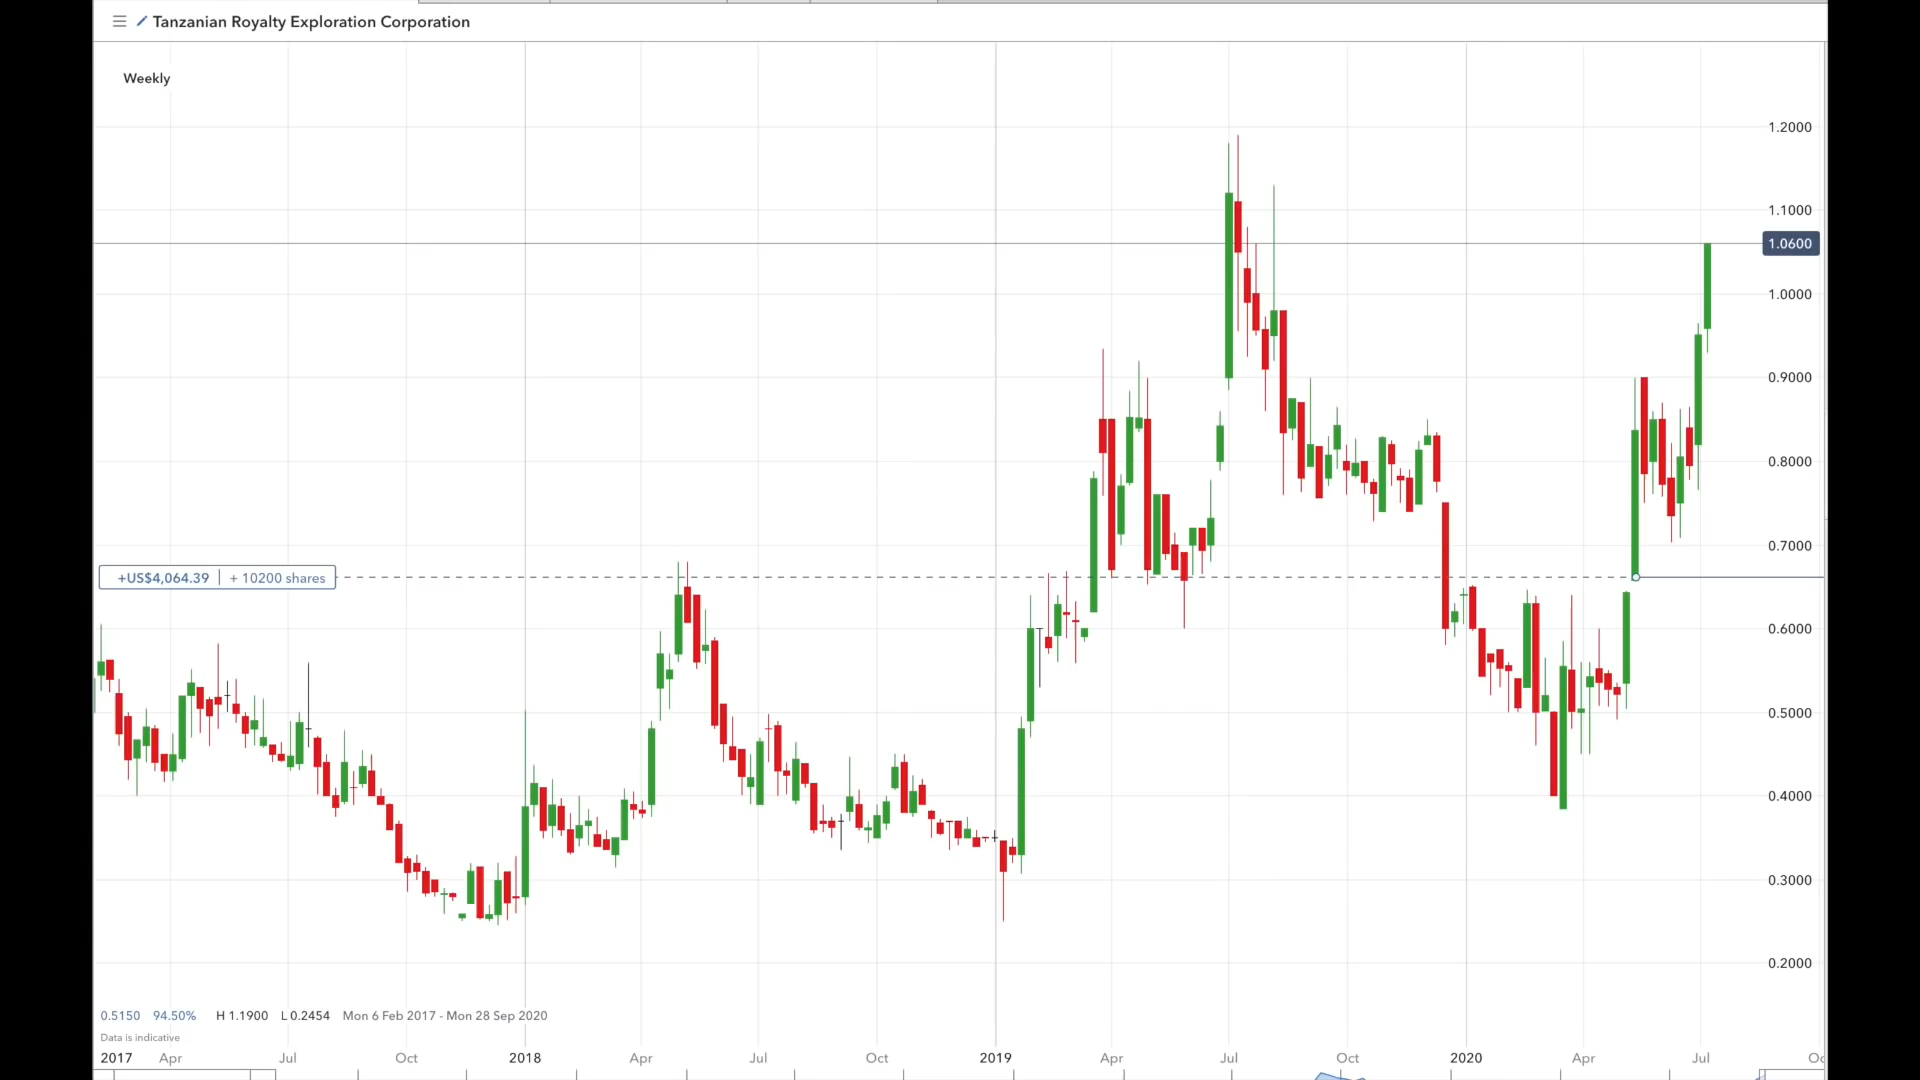 Tanzanian Royalty Exploration Corporation
Weekly
1.2000
1.1000
1.0600
1.0000
0.9000
0.8000
0.7000
+US$4,064.39 + 10200 shares
0.6000
0.5000
0.4000
0.3000
0.2000
0.5150 94.50% H 1.1900 L 0.2454 Mon 6 Feb 2017 - Mon 28 Sep 2020
Data is indicative
2017 Apr Jul Oct 2018 Apr Jul Oct 2019 Apr Jul Oct 2020 Apr Jul